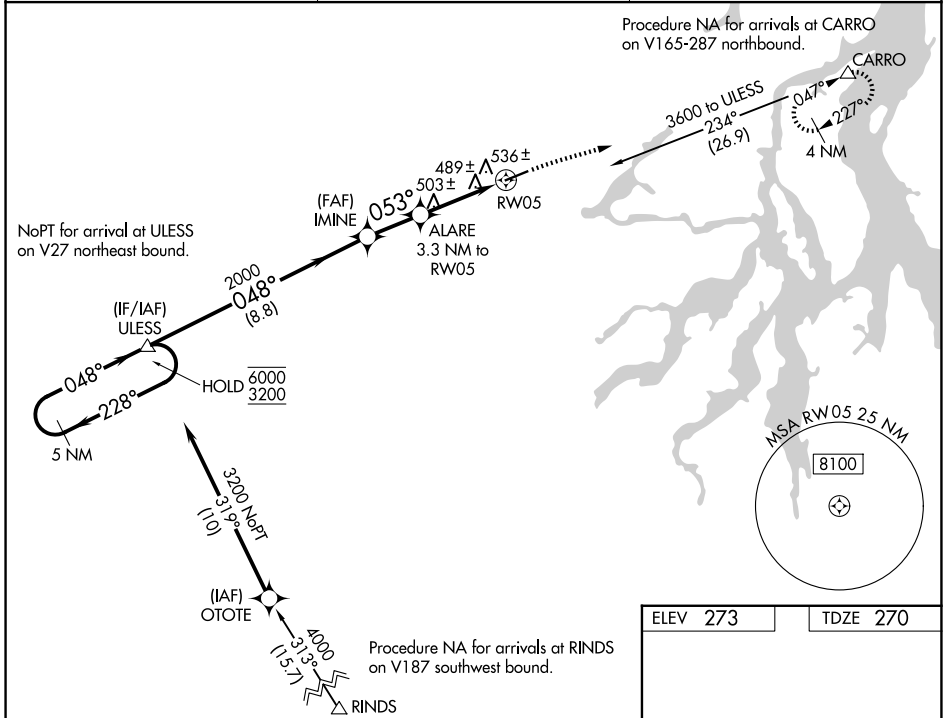 Procedure NA for arrivals at CARRO
on V165-287 northbound.
CARRO
047°
227°
4 NM
3600 to ULESS
234°
(26.9)
536±
489±
503±
RW05
(FAF)
IMINE
053°
ALARE
3.3 NM to
RW05
NoPT for arrival at ULESS
on V27 northeast bound.
2000
048°
(8.8)
(IF/IAF)
ULESS
048°
228°
HOLD 6000
3200
5 NM
MSA RW05 25 NM
8100
3200 NoPT
319°
(10)
(IAF)
OTOTE
4000
313°
(15.7)
Procedure NA for arrivals at RINDS
on V187 southwest bound.
RINDS
ELEV 273
TDZE 270